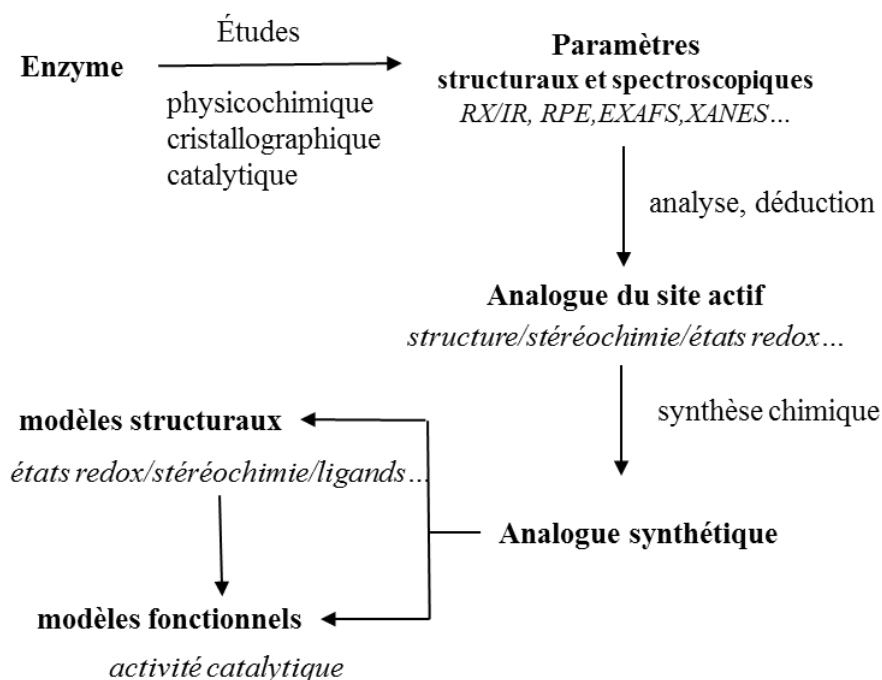 Études
Enzyme
physicochimique
cristallographique
catalytique
Paramètres
structuraux et spectroscopiques
RX/IR, RPE,EXAFS,XANES…
analyse, déduction
Analogue du site actif
structure/stéréochimie/états redox…
synthèse chimique
modèles structuraux
états redox/stéréochimie/ligands…
Analogue synthétique
modèles fonctionnels
activité catalytique